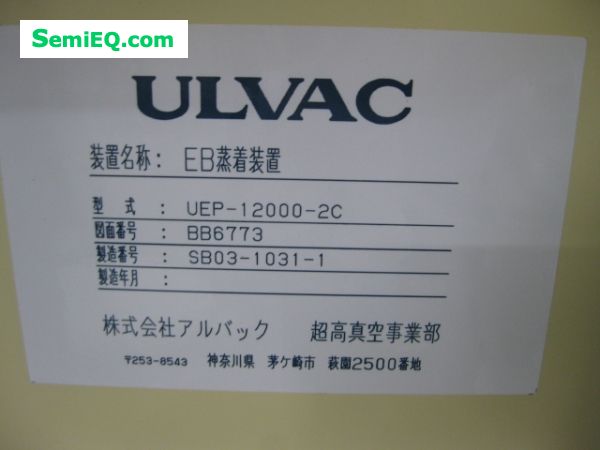 SemiEQ.com
ULVAC
装置名称: EB蒸着装置
型 式 : UEP-12000-2C
図面番号 : BB6773
製造番号 : SB03-1031-1
製造年月 :
株式会社アルバック 超高真空事業部
〒253-8543 神奈川県 茅ケ崎市 萩園2500番地